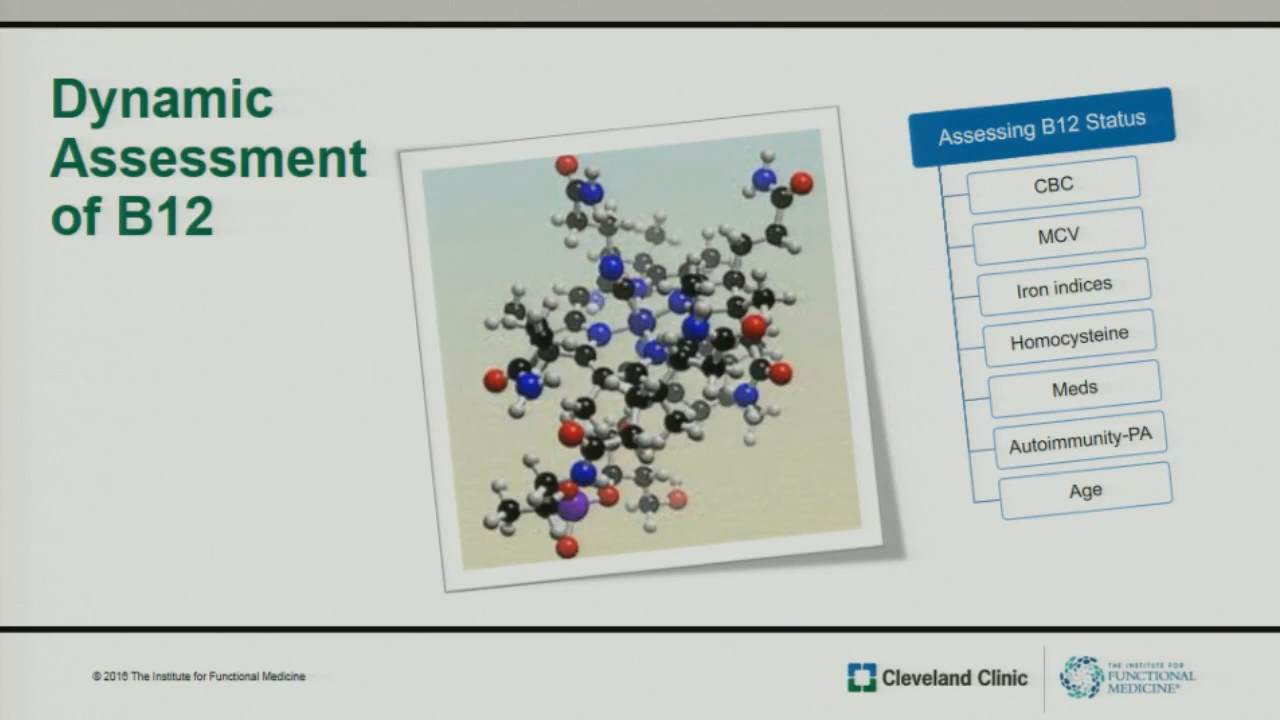 Dynamic
Assessment
of B12
Assessing B12 Status
CBC
MCV
Iron indices
Homocysteine
Meds
Autoimmunity-PA
Age
© 2016 The Institute for Functional Medicine
Cleveland Clinic
THE INSTITUTE FOR
FUNCTIONAL
MEDICINE®